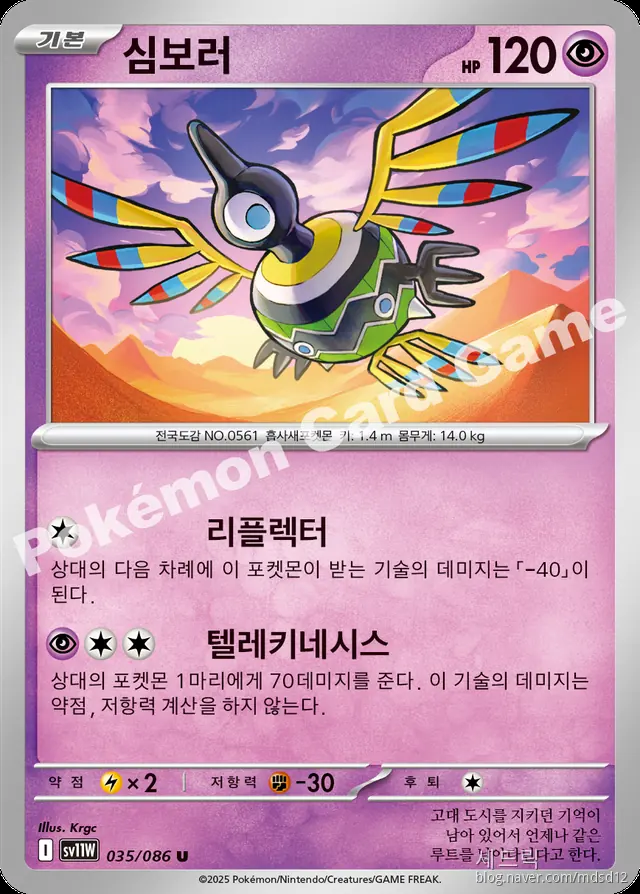 기본 심보러 HP 120
전국도감 NO.0561 흡사새포켓몬 키: 1.4 m 몸무게: 14.0 kg
Pokémon Card Game
리플렉터
상대의 다음 차례에 이 포켓몬이 받는 기술의 데미지는 「-40」이
된다.
텔레키네시스
상대의 포켓몬 1마리에게 70데미지를 준다. 이 기술의 데미지는
약점, 저항력 계산을 하지 않는다.
약점 ×2 저항력 -30 후퇴
Illus. Krgc
I sv11W 035/086 U
고대 도시를 지키던 기억이
남아 있어서 언제나 같은
루트를 날아다닌다고 한다.
blog.naver.com/mdsd12
©2025 Pokémon/Nintendo/Creatures/GAME FREAK.